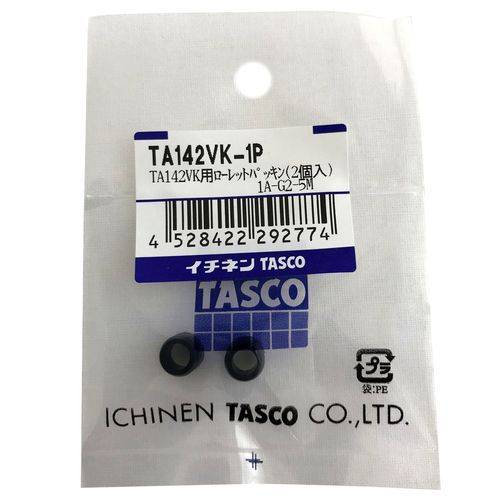 TA142VK-1P
TA142VK用ローレットパッキン(2個入)
1A-G2-5M
4 528422 292774
イチネン TASCO
TASCO
プラ
袋:PE
ICHINEN TASCO CO.,LTD.